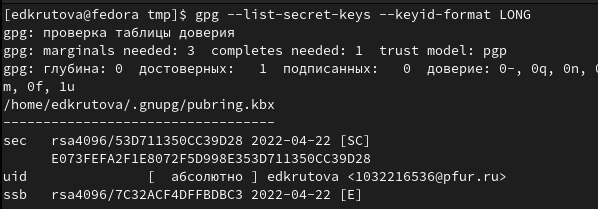 [edkrutova@fedora tmp]$ gpg --list-secret-keys --keyid-format LONG
gpg: проверка таблицы доверия
gpg: marginals needed: 3  completes needed: 1  trust model: pgp
gpg: глубина: 0  достоверных:   1  подписанных:   0  доверие: 0-, 0q, 0n, 0
m, 0f, 1u
/home/edkrutova/.gnupg/pubring.kbx
----------------------------------
sec   rsa4096/53D711350CC39D28 2022-04-22 [SC]
      E073FEFA2F1E8072F5D998E353D711350CC39D28
uid               [  абсолютно ] edkrutova <1032216536@pfur.ru>
ssb   rsa4096/7C32ACF4DFFBDBC3 2022-04-22 [E]